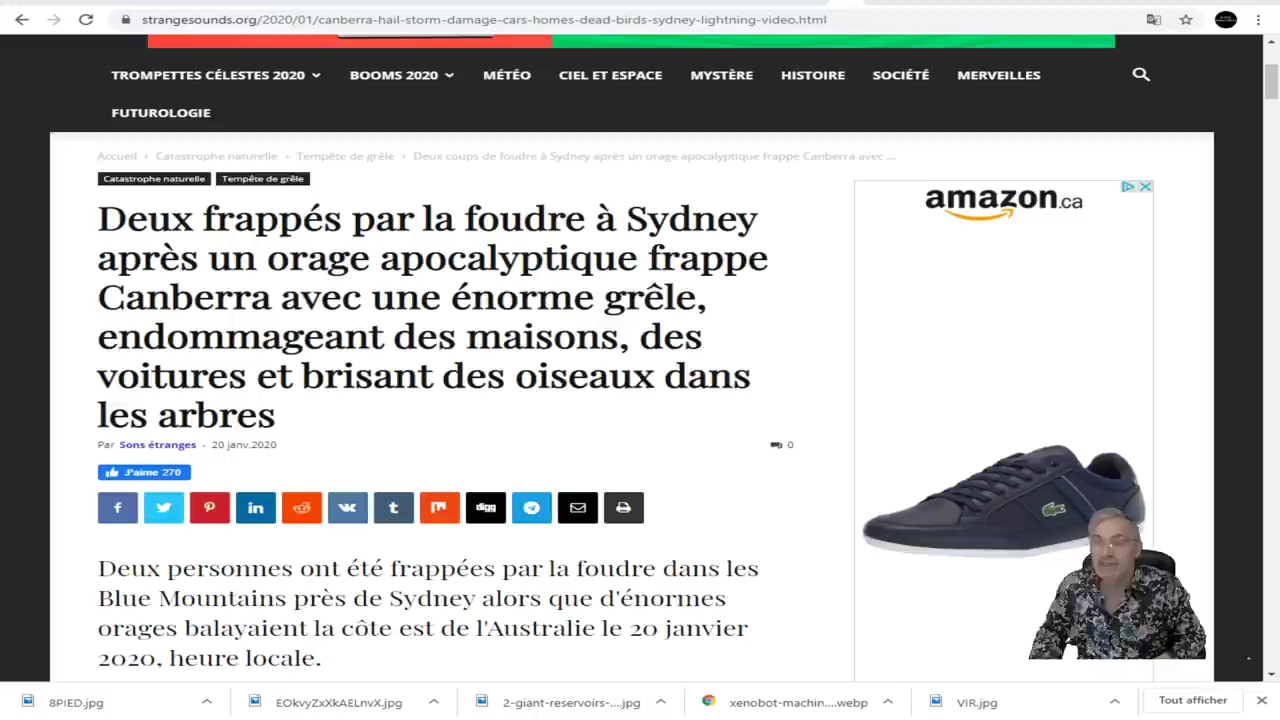 strangesounds.org/2020/01/canberra-hail-storm-damage-cars-homes-dead-birds-sydney-lightning-video.html
TROMPETTES CÉLESTES 2020
BOOMS 2020
MÉTÉO
CIEL ET ESPACE
MYSTÈRE
HISTOIRE
SOCIÉTÉ
MERVEILLES
FUTUROLOGIE
Accueil › Catastrophe naturelle › Tempête de grêle › Deux coups de foudre à Sydney après un orage apocalyptique frappe Canberra avec ...
Catastrophe naturelle
Tempête de grêle
Deux frappés par la foudre à Sydney
après un orage apocalyptique frappe
Canberra avec une énorme grêle,
endommageant des maisons, des
voitures et brisant des oiseaux dans
les arbres
Par Sons étranges - 20 janv.2020
0
J'aime 270
digg
Deux personnes ont été frappées par la foudre dans les
Blue Mountains près de Sydney alors que d'énormes
orages balayaient la côte est de l'Australie le 20 janvier
2020, heure locale.
amazon.ca
8PIED.jpg
EOkvyZxXkAELnvX.jpg
2-giant-reservoirs-....jpg
xenobot-machin....webp
VIR.jpg
Tout afficher